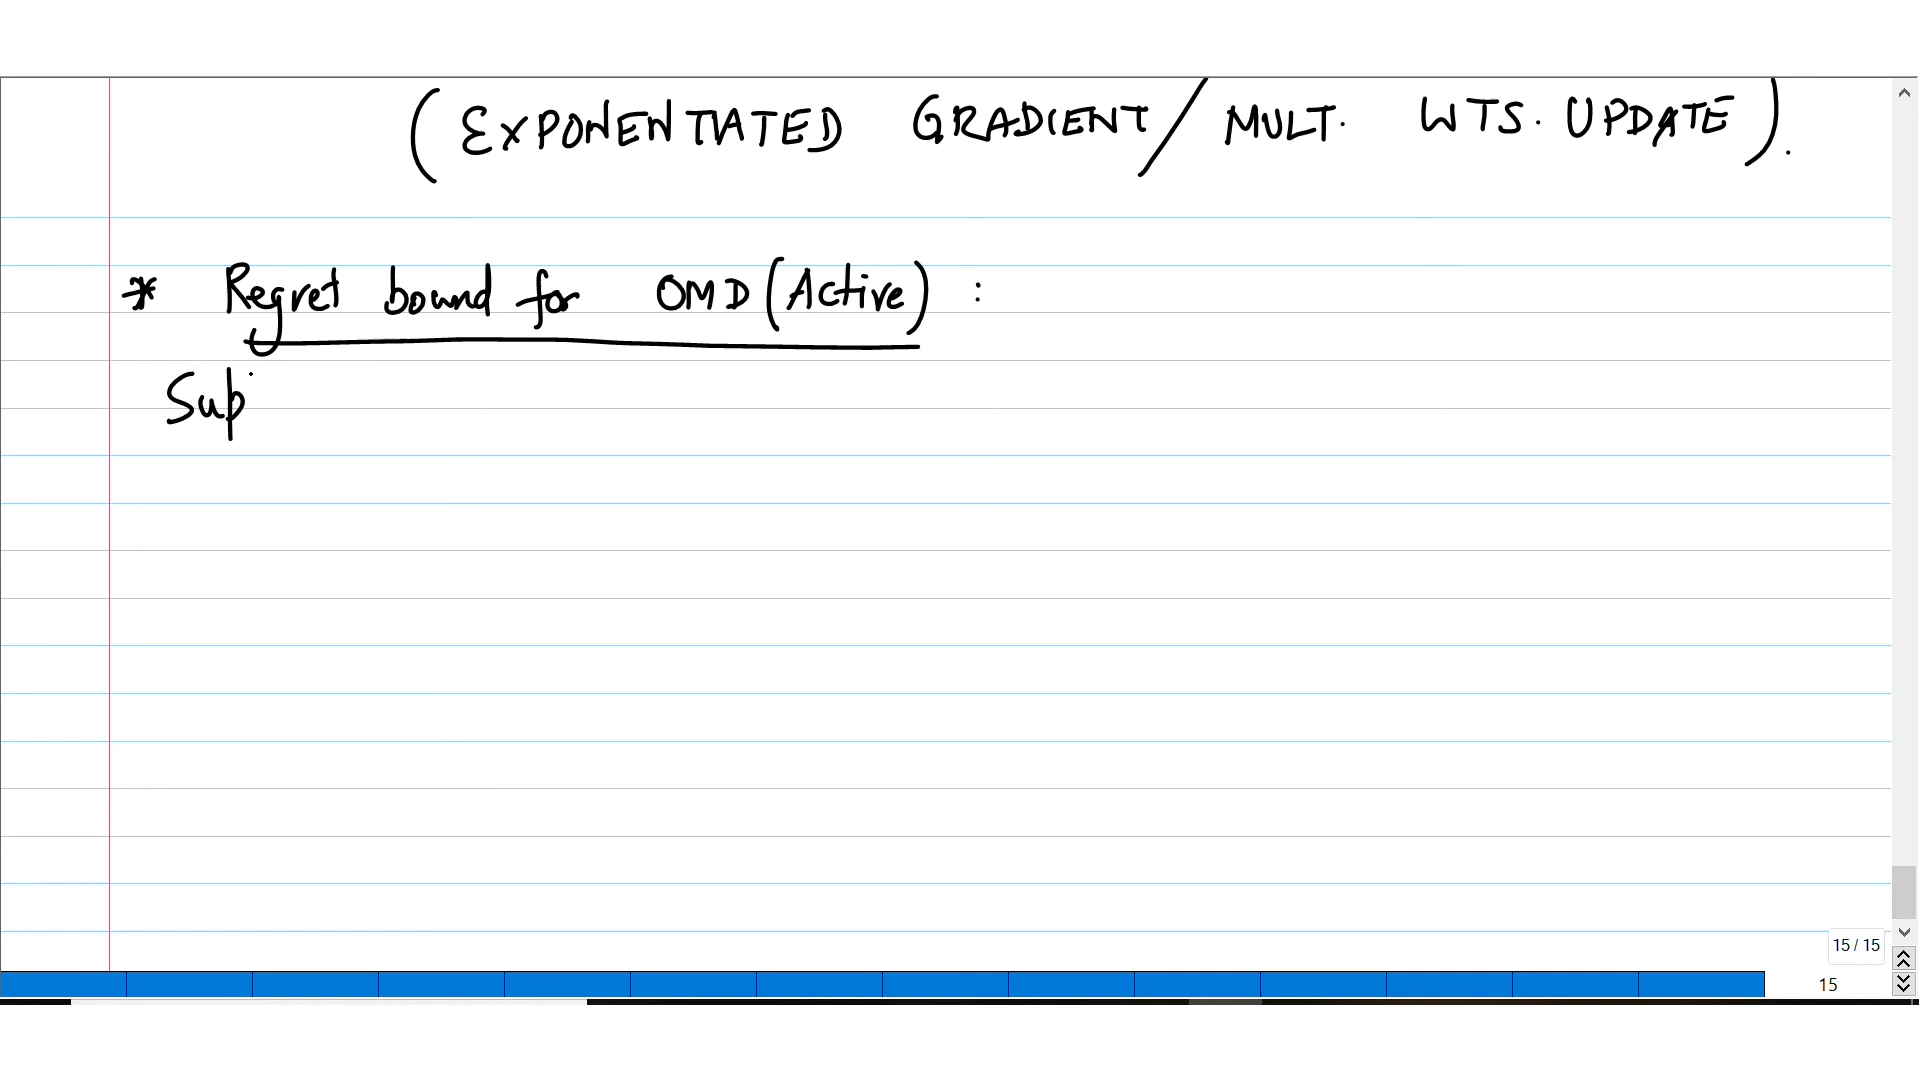 (EXPONENTIATED GRADIENT/MULT. WTS. UPDATE).
* Regret bound for OMD (Active) :
Sup
15 / 15
15